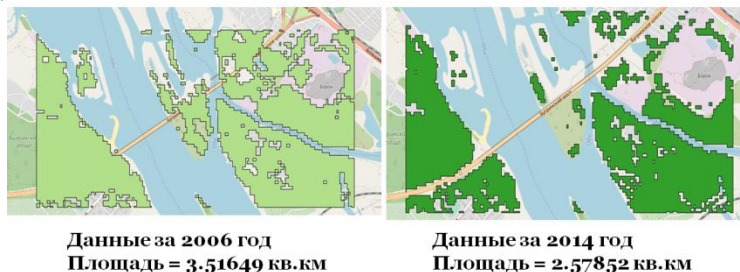 Данные за 2006 год
Площадь = 3.51649 кв.км
Данные за 2014 год
Площадь = 2.57852 кв.км